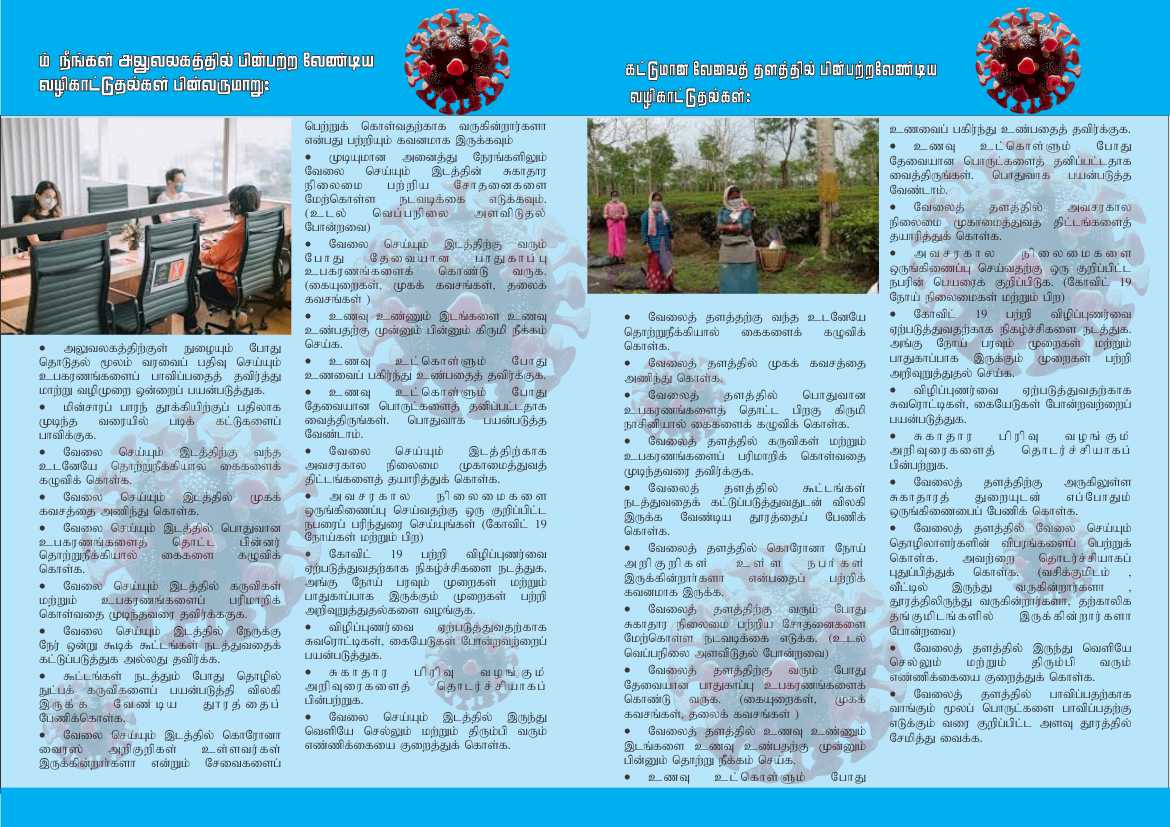 ம் நீங்கள் அலுவலகத்தில் பின்பற்ற வேண்டிய
வழிகாட்டுதல்கள் பின்வருமாறு:
• அலுவலகத்திற்குள் நுழையும் போது
தொடுதல் மூலம் வரவைப் பதிவு செய்யும்
உபகரணங்களைப் பாவிப்பதைத் தவிர்த்து
மாற்று வழிமுறை ஒன்றைப் பயன்படுத்துக.
• மின்சாரப் பாரந் தூக்கியிற்குப் பதிலாக
முடிந்த வரையில் படிக் கட்டுகளைப்
பாவிக்குக.
• வேலை செய்யும் இடத்திற்கு வந்த
உடனேயே தொற்றுநீக்கியால் கைகளைக்
கழுவிக் கொள்க.
• வேலை செய்யும் இடத்தில் முகக்
கவசத்தை அணிந்து கொள்க.
• வேலை செய்யும் இடத்தில் பொதுவான
உபகரணங்களைத் தொட்ட பின்னர்
தொற்றுநீக்கியால் கைகளை கழுவிக்
கொள்க.
• வேலை செய்யும் இடத்தில் கருவிகள்
மற்றும் உபகரணங்களைப் பரிமாறிக்
கொள்வதை முடிந்தவரை தவிர்க்ககுக.
• வேலை செய்யும் இடத்தில் நேருக்கு
நேர் ஒன்று கூடிக் கூட்டங்கள் நடத்துவதைக்
கட்டுப்படுத்துக அல்லது தவிர்க்க.
• கூட்டங்கள் நடத்தும் போது தொழில்
நுட்பக் கருவிகளைப் பயன்படுத்தி விலகி
இருக்க வேண்டிய தூரத்தைப்
பேணிக்கொள்க.
• வேலை செய்யும் இடத்தில் கொரோனா
வைரஸ் அறிகுறிகள் உள்ளவர்கள்
இருக்கின்றார்களா என்றும் சேவைகளைப்
பெற்றுக் கொள்வதற்காக வருகின்றார்களா
என்பது பற்றியும் கவனமாக இருக்கவும்
• முடியுமான அனைத்து நேரங்களிலும்
வேலை செய்யும் இடத்தின் சுகாதார
நிலைமை பற்றிய சோதனைகளை
மேற்கொள்ள நடவடிக்கை எடுக்கவும்.
(உடல் வெப்பநிலை அளவிடுதல்
போன்றவை)
• வேலை செய்யும் இடத்திற்கு வரும்
போது தேவையான பாதுகாப்பு
உபகரணங்களைக் கொண்டு வருக.
(கையுறைகள், முகக் கவசங்கள், தலைக்
கவசங்கள் )
• உணவு உண்ணும் இடங்களை உணவு
உண்பதற்கு முன்னும் பின்னும் கிருமி நீக்கம்
செய்க.
• உணவு உட்கொள்ளும் போது
உணவைப் பகிர்ந்து உண்பதைத் தவிர்க்குக.
• உணவு உட்கொள்ளும் போது
தேவையான பொருட்களைத் தனிப்பட்டதாக
வைத்திருங்கள். பொதுவாக பயன்படுத்த
வேண்டாம்.
• வேலை செய்யும் இடத்திற்காக
அவசரகால நிலைமை முகாமைத்துவத்
திட்டங்களைத் தயாரித்துக் கொள்க.
• அவசரகால நிலைமைகளை
ஒருங்கிணைப்பு செய்வதற்கு ஒரு குறிப்பிட்ட
நபரைப் பரிந்துரை செய்யுங்கள் (கோவிட் 19
நோய்கள் மற்றும் பிற)
• கோவிட் 19 பற்றி விழிப்புணர்வை
ஏற்படுத்துவதற்காக நிகழ்ச்சிகளை நடத்துக.
அங்கு நோய் பரவும் முறைகள் மற்றும்
பாதுகாப்பாக இருக்கும் முறைகள் பற்றி
அறிவுறுத்துதல்களை வழங்குக.
• விழிப்புணர்வை ஏற்படுத்துவதற்காக
சுவரொட்டிகள், கையேடுகள் போன்றவற்றைப்
பயன்படுத்துக.
• சுகாதார பிரிவு வழங்கும்
அறிவுரைகளைத் தொடர்ச்சியாகப்
பின்பற்றுக.
• வேலை செய்யும் இடத்தில் இருந்து
வெளியே செல்லும் மற்றும் திரும்பி வரும்
எண்ணிக்கையை குறைத்துக் கொள்க.
கட்டுமான வேலைத் தளத்தில் பின்பற்றவேண்டிய
வழிகாட்டுதல்கள்:
• வேலைத் தளத்தற்கு வந்த உடனேயே
தொற்றுநீக்கியால் கைகளைக் கழுவிக்
கொள்க.
• வேலைத் தளத்தில் முகக் கவசத்தை
அணிந்து கொள்க.
• வேலைத் தளத்தில் பொதுவான
உபகரணங்களைத் தொட்ட பிறகு கிருமி
நாசினியால் கைகளைக் கழுவிக் கொள்க.
• வேலைத் தளத்தில் கருவிகள் மற்றும்
உபகரணங்களைப் பரிமாறிக் கொள்வதை
முடிந்தவரை தவிர்க்குக.
• வேலைத் தளத்தில் கூட்டங்கள்
நடத்துவதைக் கட்டுப்படுத்துவதுடன் விலகி
இருக்க வேண்டிய தூரத்தைப் பேணிக்
கொள்க.
• வேலைத் தளத்தில் கொரோனா நோய்
அறிகுறிகள் உள்ள நபர்கள்
இருக்கின்றார்களா என்பதைப் பற்றிக்
கவனமாக இருக்க.
• வேலைத் தளத்திற்கு வரும் போது
சுகாதார நிலைமை பற்றிய சோதனைகளை
மேற்கொள்ள நடவடிக்கை எடுக்க. (உடல்
வெப்பநிலை அளவிடுதல் போன்றவை)
• வேலைத் தளத்திற்கு வரும் போது
தேவையான பாதுகாப்பு உபகரணங்களைக்
கொண்டு வருக. (கையுறைகள், முகக்
கவசங்கள், தலைக் கவசங்கள் )
• வேலைத் தளத்தில் உணவு உண்ணும்
இடங்களை உணவு உண்பதற்கு முன்னும்
பின்னும் தொற்று நீக்கம் செய்க.
• உணவு உட்கொள்ளும் போது
உணவைப் பகிர்ந்து உண்பதைத் தவிர்க்குக.
• உணவு உட்கொள்ளும் போது
தேவையான பொருட்களைத் தனிப்பட்டதாக
வைத்திருங்கள். பொதுவாக பயன்படுத்த
வேண்டாம்.
• வேலைத் தளத்தில் அவசரகால
நிலைமை முகாமைத்துவத் திட்டங்களைத்
தயாரித்துக் கொள்க.
• அவசரகால நிலைமைகளை
ஒருங்கிணைப்பு செய்வதற்கு ஒரு குறிப்பிட்ட
நபரின் பெயரைக் குறிப்பிடுக. (கோவிட் 19
நோய் நிலைமைகள் மற்றும் பிற)
• கோவிட் 19 பற்றி விழிப்புணர்வை
ஏற்படுத்துவதற்காக நிகழ்ச்சிகளை நடத்துக.
அங்கு நோய் பரவும் முறைகள் மற்றும்
பாதுகாப்பாக இருக்கும் முறைகள் பற்றி
அறிவுறுத்துதல் செய்க.
• விழிப்புணர்வை ஏற்படுத்துவதற்காக
சுவரொட்டிகள், கையேடுகள் போன்றவற்றைப்
பயன்படுத்துக.
• சுகாதார பிரிவு வழங்கும்
அறிவுரைகளைத் தொடர்ச்சியாகப்
பின்பற்றுக.
• வேலைத் தளத்திற்கு அருகிலுள்ள
சுகாதாரத் துறையுடன் எப்போதும்
ஒருங்கிணைபைப் பேணிக் கொள்க.
• வேலைத் தளத்தில் வேலை செய்யும்
தொழிலாளர்களின் விபரங்களைப் பெற்றுக்
கொள்க. அவற்றை தொடர்ச்சியாகப்
புதுப்பித்துக் கொள்க. (வசிக்குமிடம் ,
வீட்டில் இருந்து வருகின்றார்களா ,
தூரத்திலிருந்து வருகின்றார்களா, தற்காலிக
தங்குமிடங்களில் இருக்கின்றார்களா
போன்றவை)
• வேலைத் தளத்தில் இருந்து வெளியே
செல்லும் மற்றும் திரும்பி வரும்
எண்ணிக்கையை குறைத்துக் கொள்க.
• வேலைத் தளத்தில் பாவிப்பதற்காக
வாங்கும் மூலப் பொருட்களை பாவிப்பதற்கு
எடுக்கும் வரை குறிப்பிட்ட அளவு தூரத்தில்
சேமித்து வைக்க.